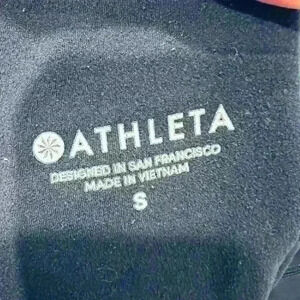 ATHLETA
DESIGNED IN SAN FRANCISCO
MADE IN VIETNAM
S